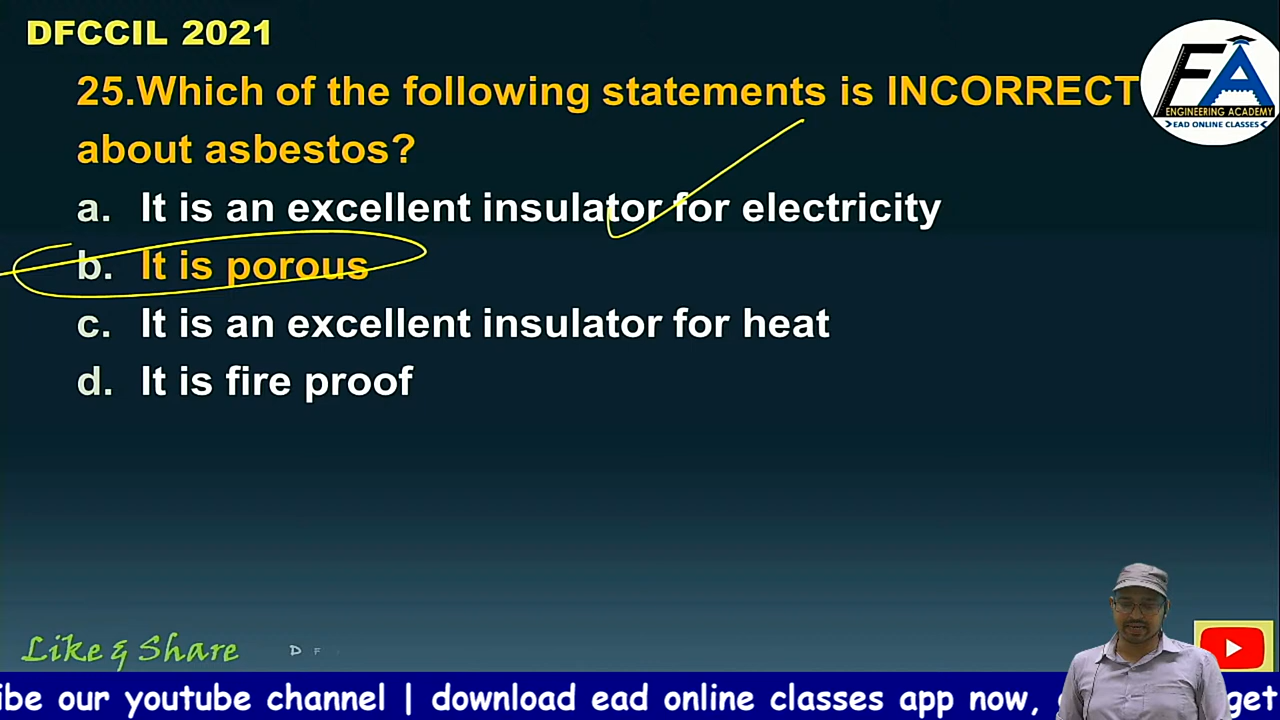 DFCCIL 2021
25.Which of the following statements is INCORRECT
about asbestos?
a. It is an excellent insulator for electricity
b. It is porous
c. It is an excellent insulator for heat
d. It is fire proof
EA
ENGINEERING ACADEMY
EAD ONLINE CLASSES
Like & Share
D F
ibe our youtube channel | download ead online classes app now, get